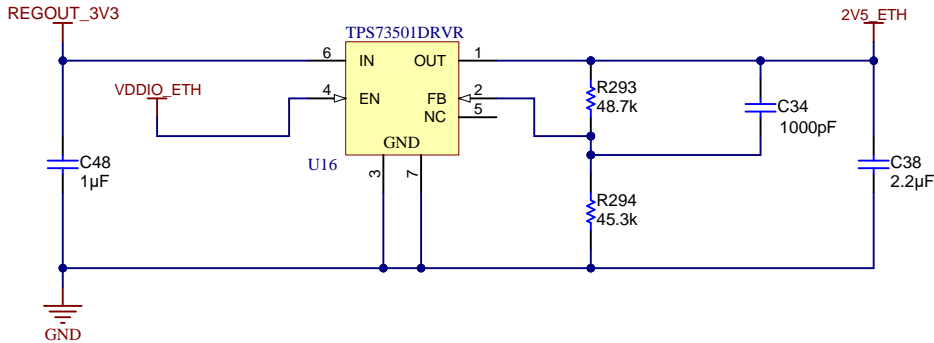 REGOUT_3V3
TPS73501DRVR
2V5_ETH
6 IN OUT 1
VDDIO_ETH
4 EN FB 2
NC 5
GND
U16
3 7
R293
48.7k
C34
1000pF
C48
1µF
R294
45.3k
C38
2.2µF
GND